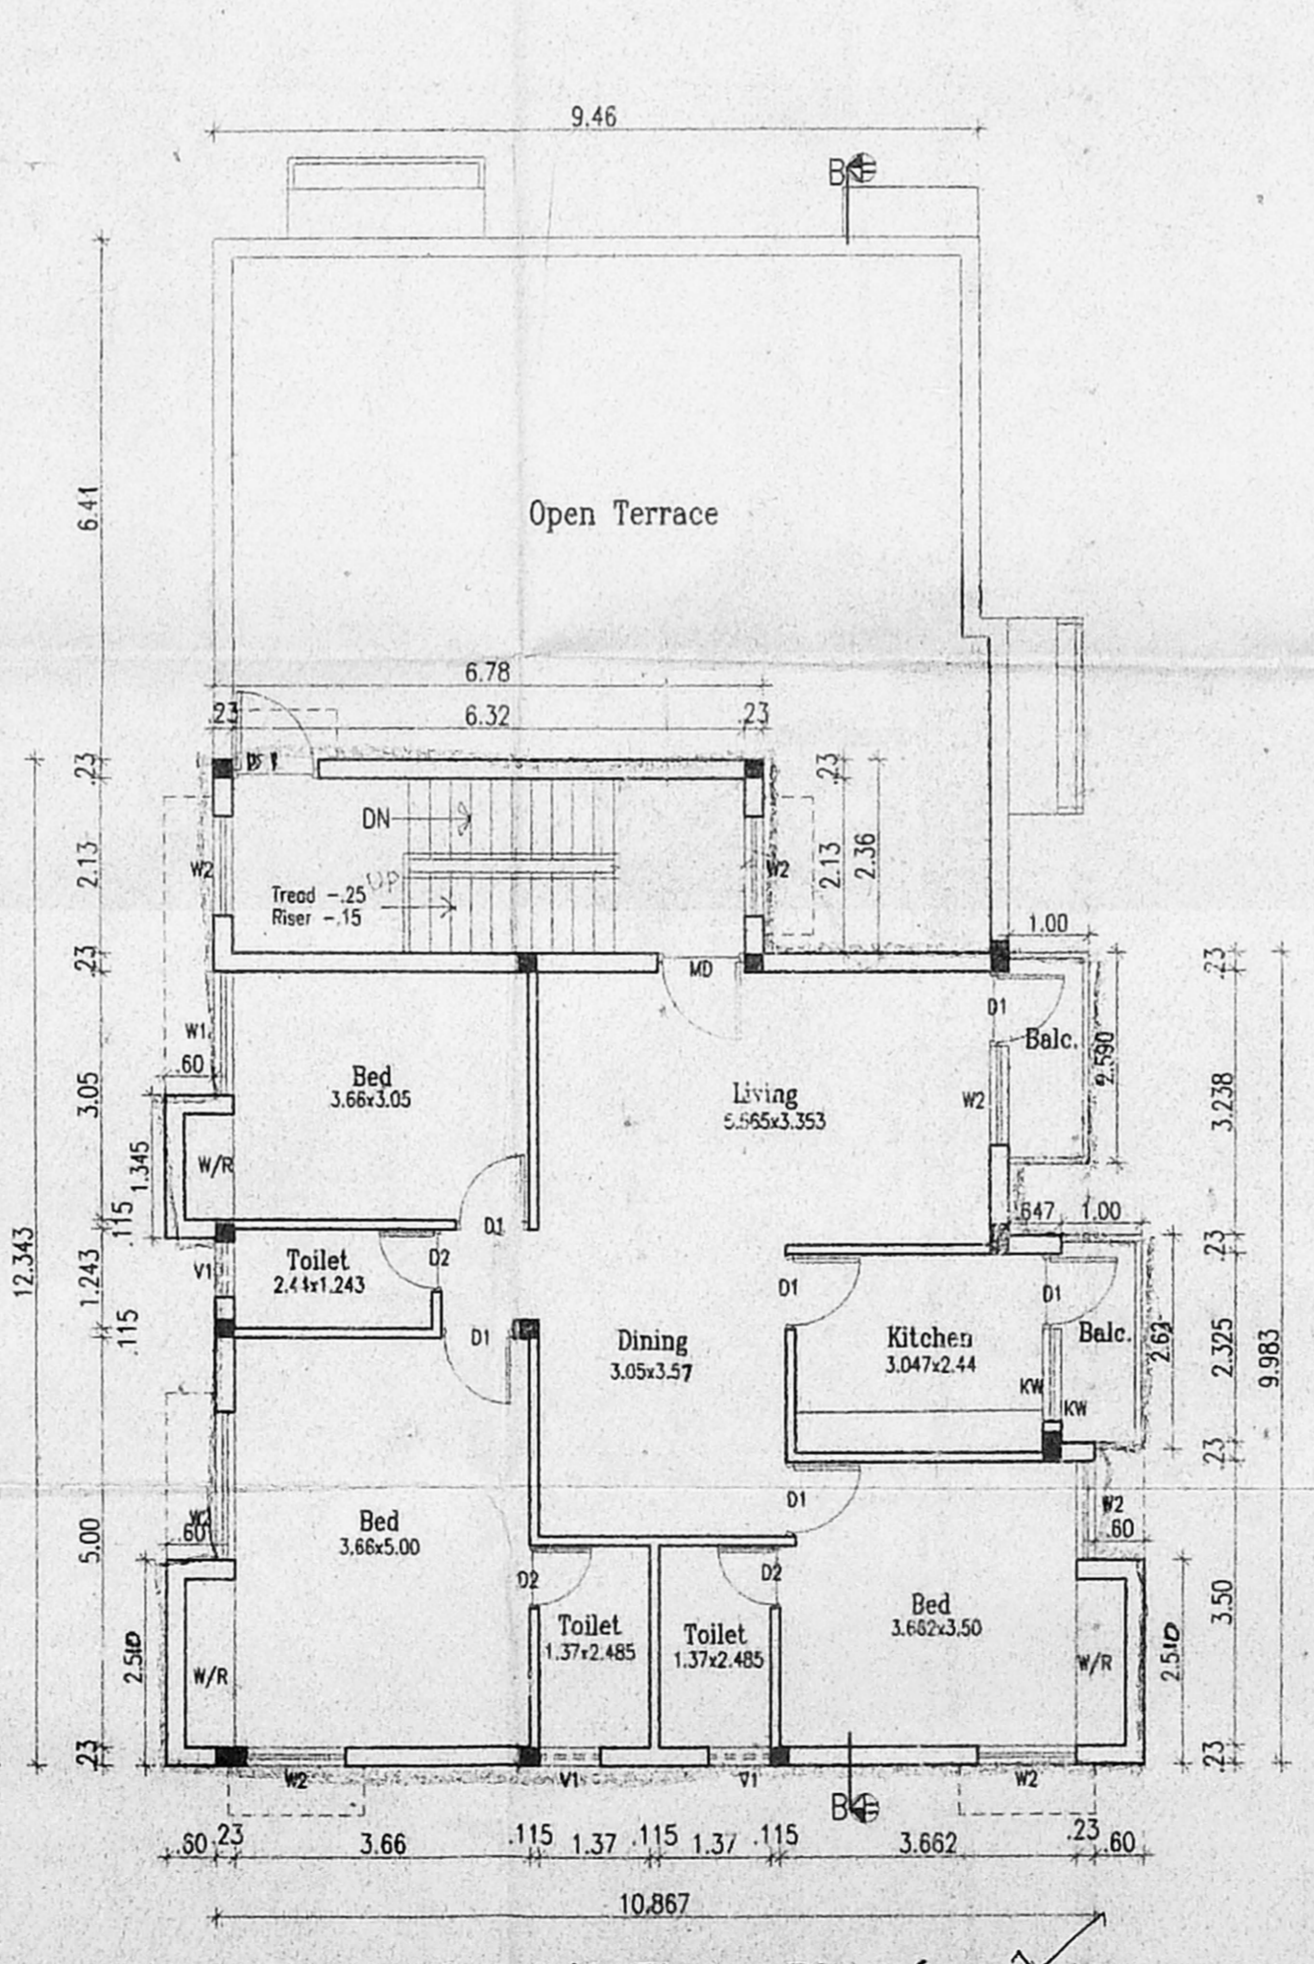 9.46
B
6.41
Open Terrace
6.78
.23
6.32
.23
.23
DN
Up
Tread -.25
Riser -.15
W2
W2
2.13
.23
2.13
2.36
1.00
.23
MD
.23
D1
Balc.
2.590
W1
.60
Bed
3.66x3.05
Living
5.565x3.353
W2
3.05
3.238
1.345
W/R
.115
D1
.647
1.00
.23
Toilet
2.44x1.243
D2
V1
1.243
12.343
D1
D1
Balc.
D1
Dining
3.05x3.57
Kitchen
3.047x2.44
2.63
2.325
9.983
.115
KW
KW
.23
D1
W2
.60
.60
Bed
3.66x5.00
5.00
D2
D2
Bed
3.662x3.50
3.50
Toilet
1.37x2.485
Toilet
1.37x2.485
2.510
W/R
W/R
2.510
.23
.23
W2
V1
V1
W2
B
.60
.23
3.66
.115
1.37
.115
1.37
.115
3.662
.23
.60
10.867